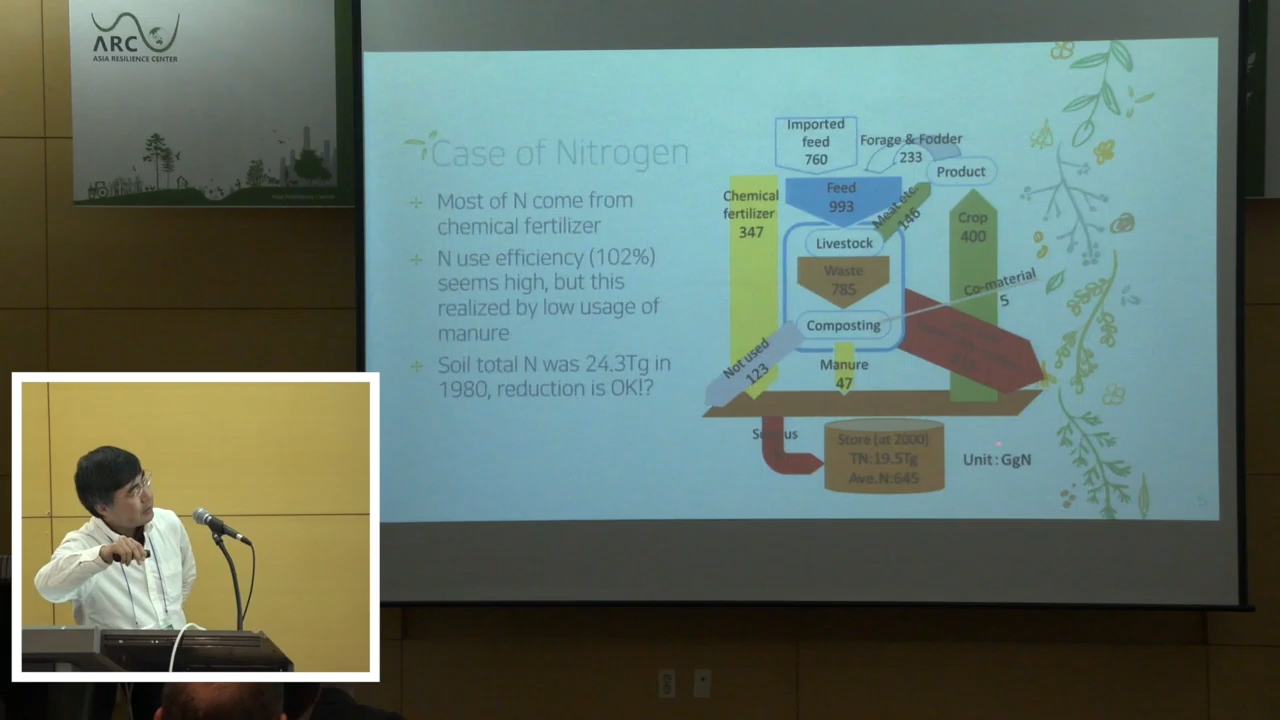 ARC
ASIA RESILIENCE CENTER
Case of Nitrogen
Most of N come from
chemical fertilizer
N use efficiency (102%)
seems high, but this
realized by low usage of
manure
Soil total N was 24.3Tg in
1980, reduction is OK!?
Imported
feed
760
Forage & Fodder
233
Product
Chemical
fertilizer
347
Feed
993
Meat etc.
146
Crop
400
Livestock
Waste
785
Co-material
5
Composting
Not used
123
Manure
47
Store (at 2000)
TN:19.5Tg
Ave.N:645
Unit : GgN